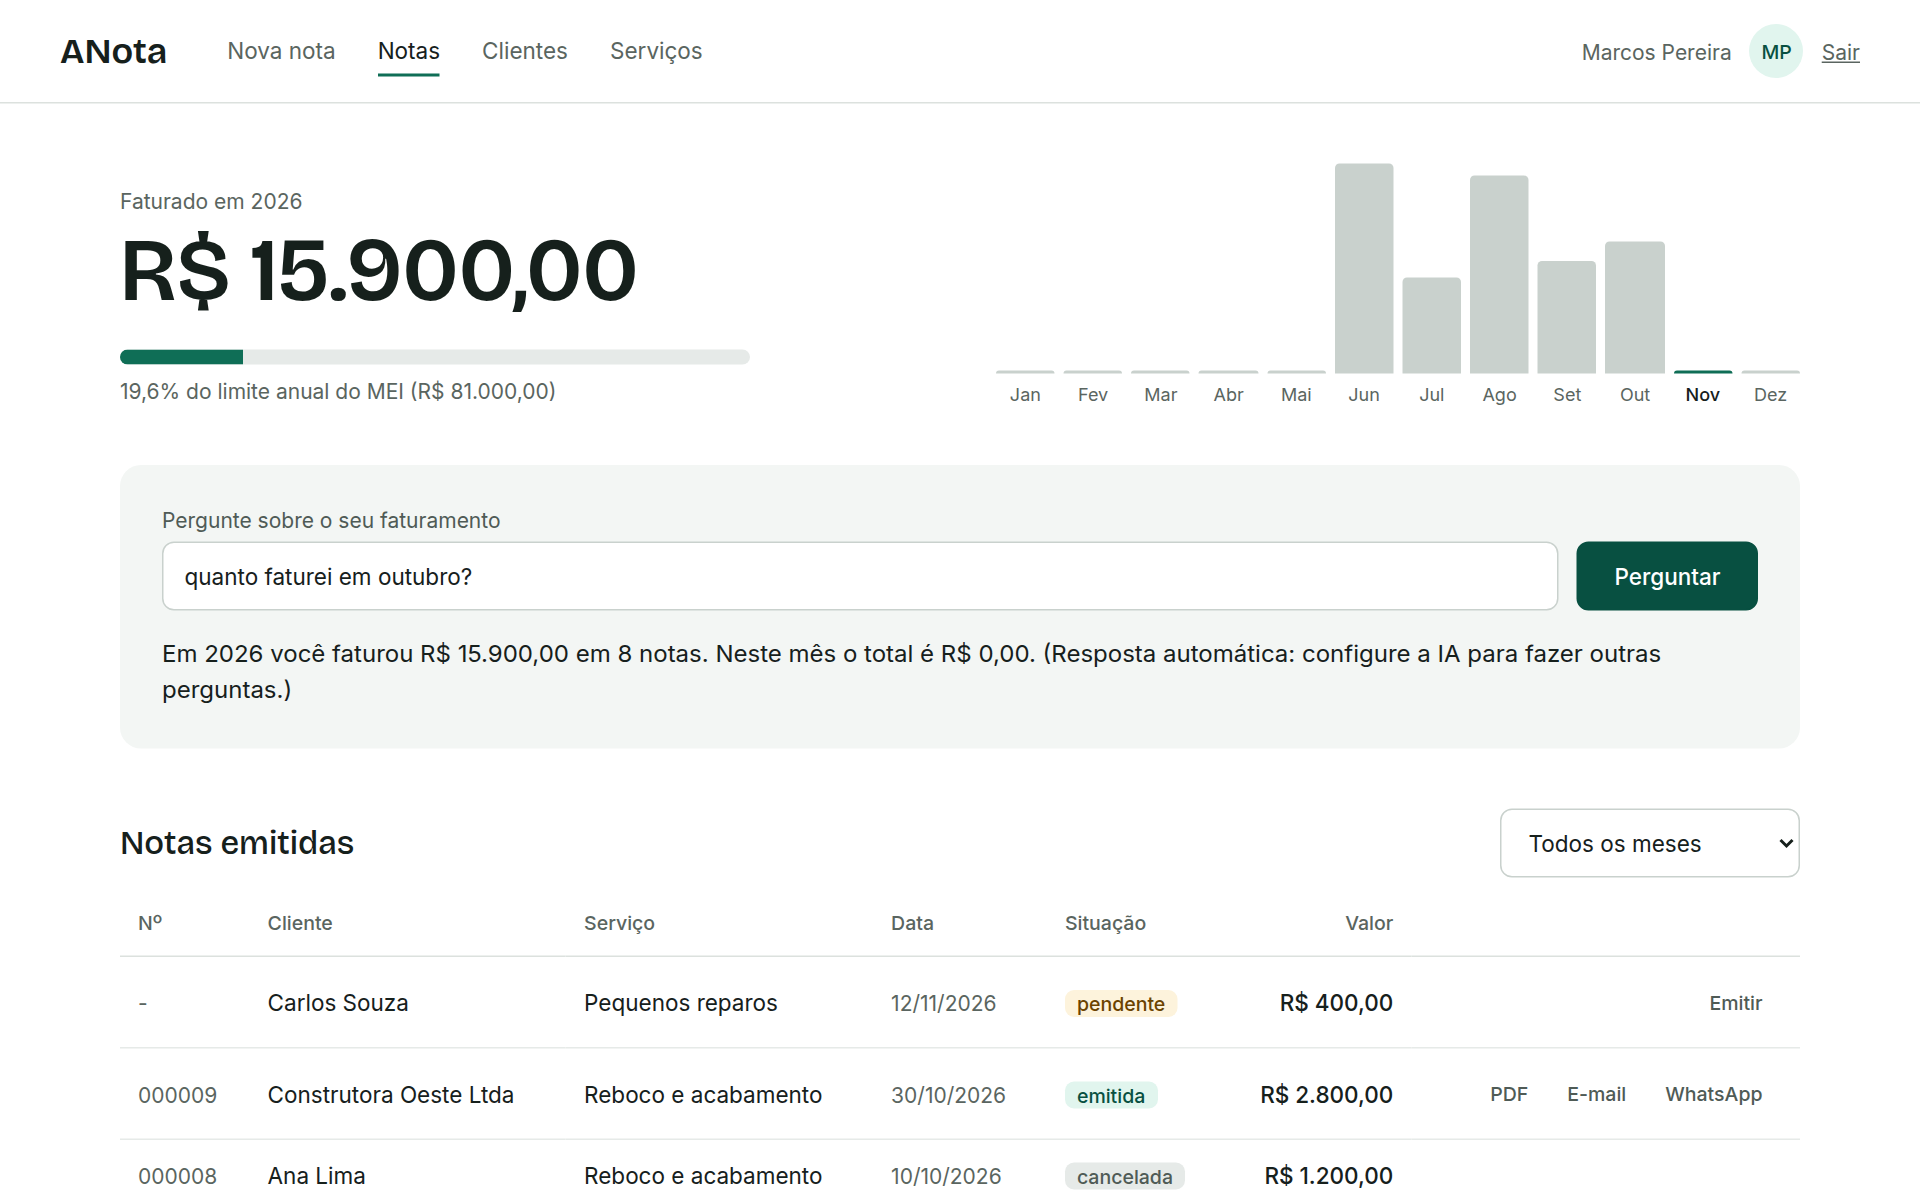 ANota Nova nota Notas Clientes Serviços Marcos Pereira MP Sair
Faturado em 2026
R$ 15.900,00
19,6% do limite anual do MEI (R$ 81.000,00)
Jan Fev Mar Abr Mai Jun Jul Ago Set Out Nov Dez
Pergunte sobre o seu faturamento
quanto faturei em outubro? Perguntar
Em 2026 você faturou R$ 15.900,00 em 8 notas. Neste mês o total é R$ 0,00. (Resposta automática: configure a IA para fazer outras
perguntas.)
Notas emitidas Todos os meses
Nº Cliente Serviço Data Situação Valor
- Carlos Souza Pequenos reparos 12/11/2026 pendente R$ 400,00 Emitir
000009 Construtora Oeste Ltda Reboco e acabamento 30/10/2026 emitida R$ 2.800,00 PDF E-mail WhatsApp
000008 Ana Lima Reboco e acabamento 10/10/2026 cancelada R$ 1.200,00